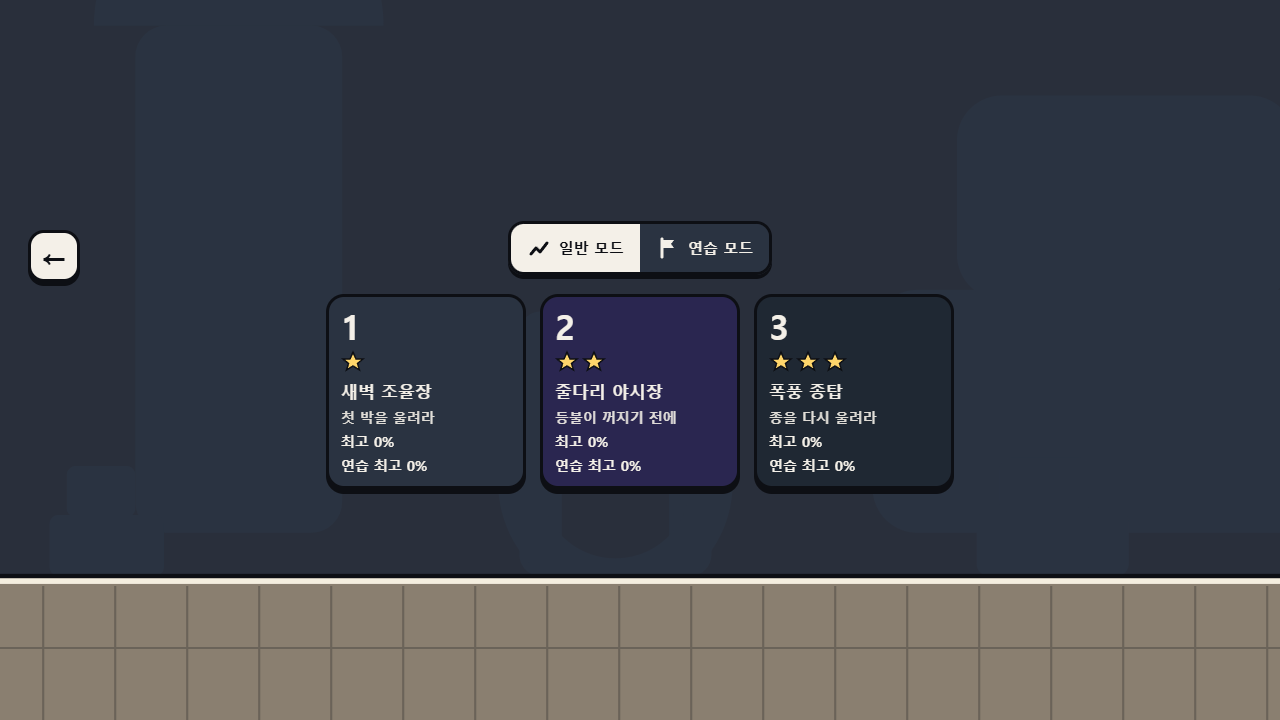 일반 모드
연습 모드
1
새벽 조율장
첫 박을 울려라
최고 0%
연습 최고 0%
2
줄다리 야시장
등불이 꺼지기 전에
최고 0%
연습 최고 0%
3
폭풍 종탑
종을 다시 울려라
최고 0%
연습 최고 0%